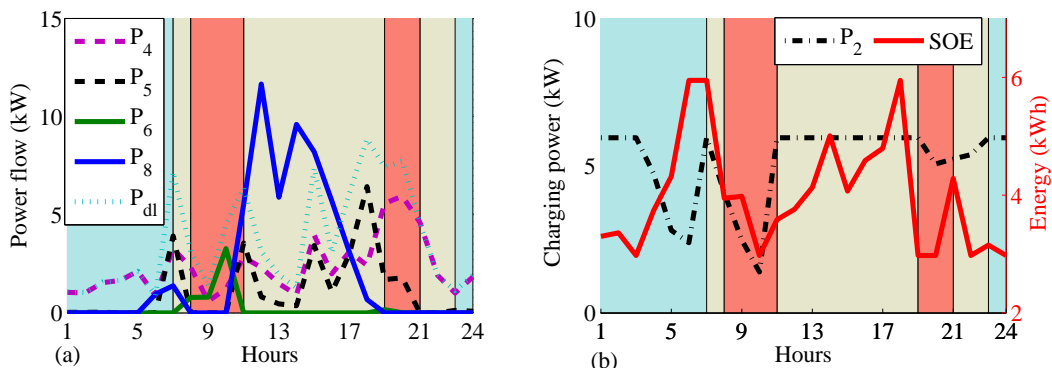 15
10
5
0
Power flow (kW)
P4
P5
P6
P8
Pdl
1 5 9 13 17 21 24
Hours
(a)
10
5
0
Charging power (kW)
P2 SOE
6
4
3
2
Energy (kWh)
1 5 9 13 17 21 24
Hours
(b)